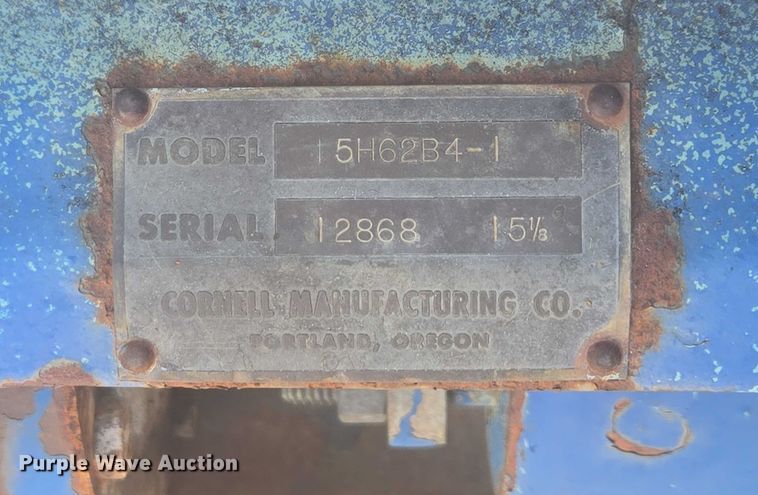 MODEL 15H62B4-1
SERIAL 12868 15⅛
CORNELL MANUFACTURING CO.
PORTLAND, OREGON
Purple Wave Auction